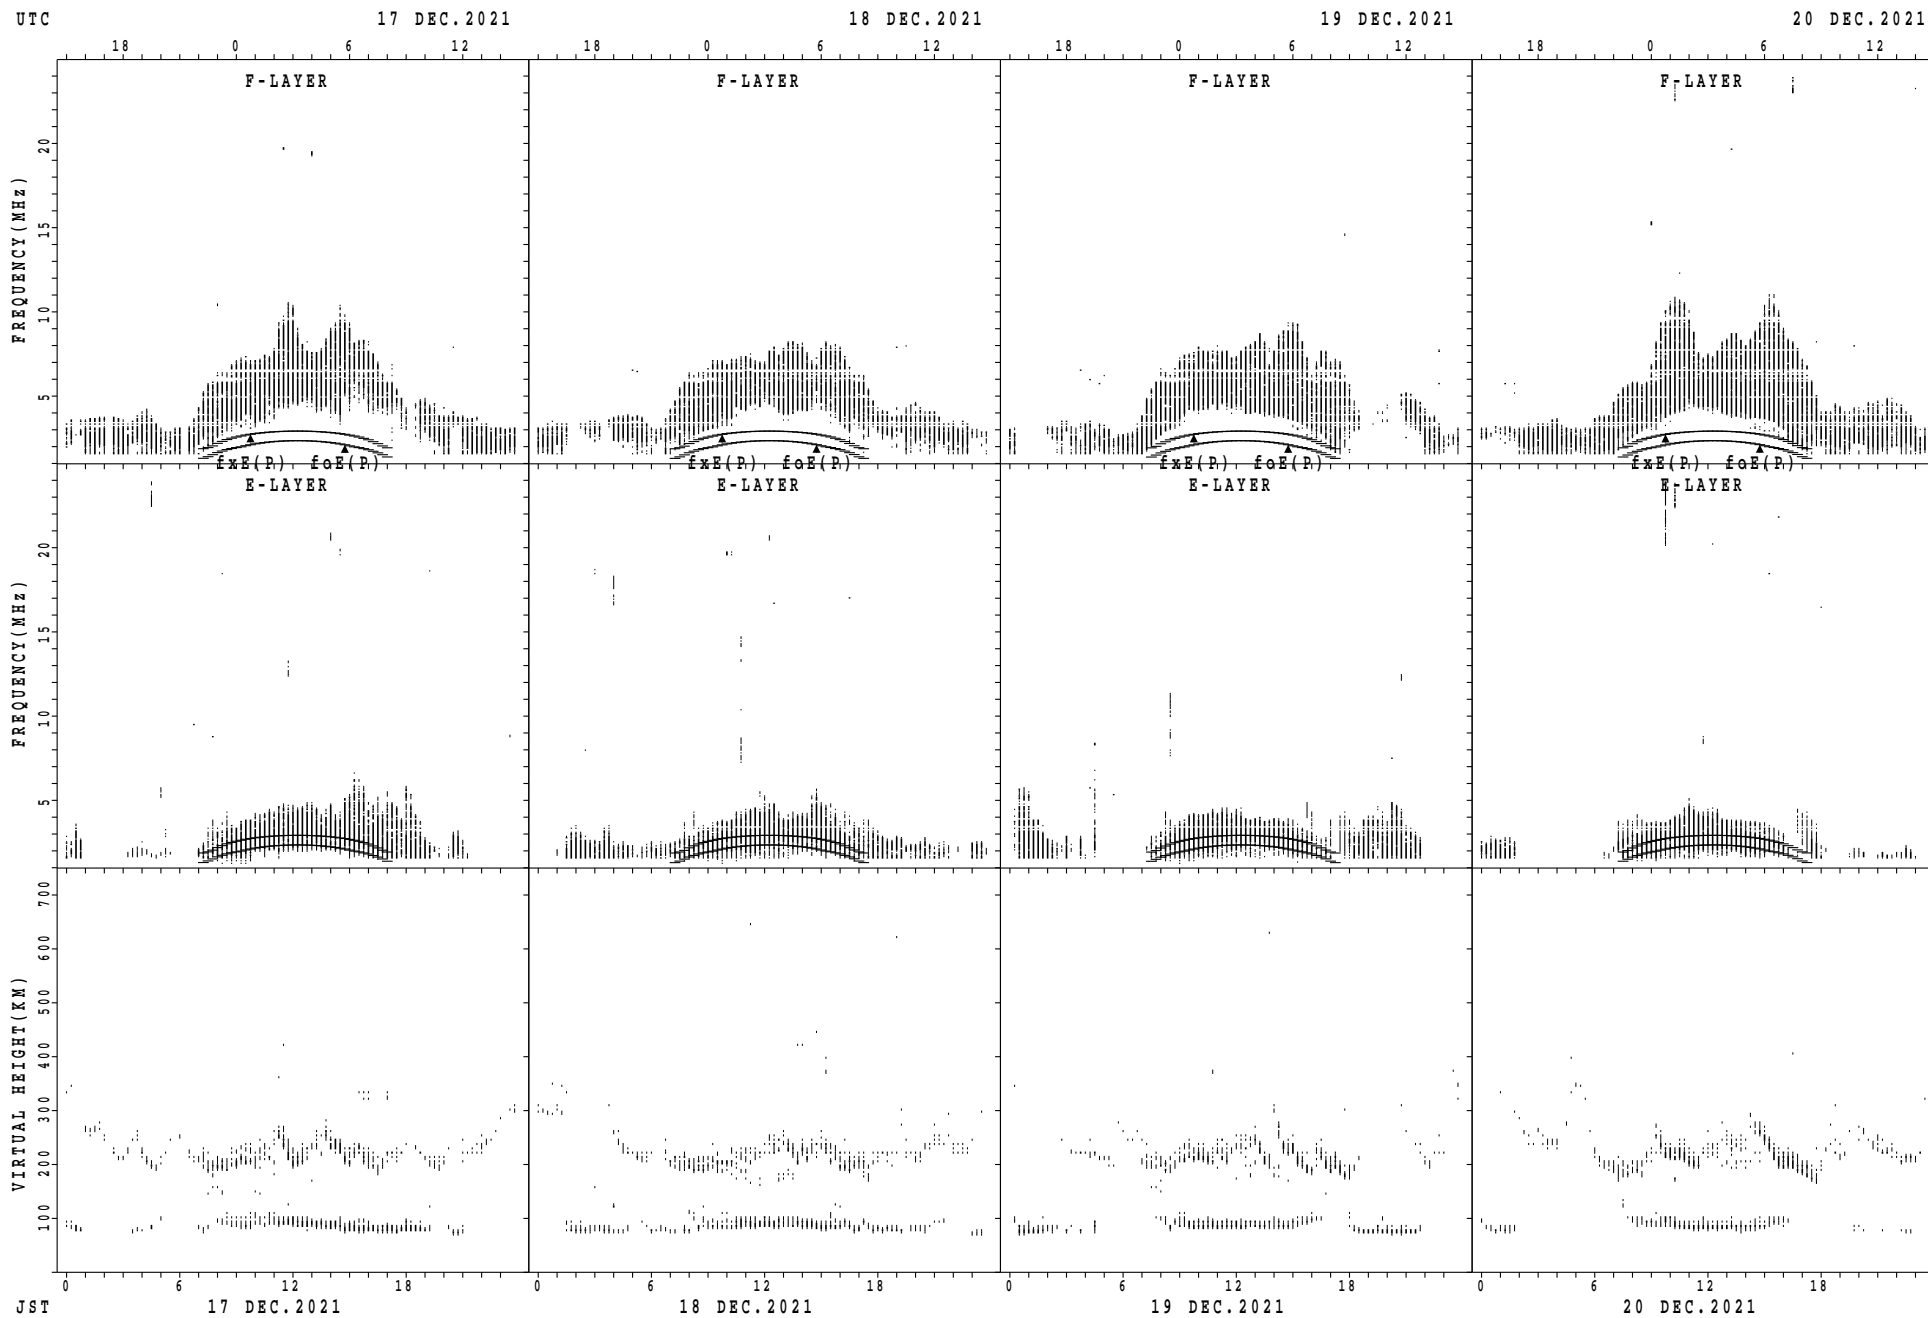 UTC 17 DEC.2021 18 DEC.2021 19 DEC.2021 20 DEC.2021
18 0 6 12 18 0 6 12 18 0 6 12 18 0 6 12
F-LAYER F-LAYER F-LAYER F-LAYER
FREQUENCY(MHz)
20
15
10
5
fxE(P) foE(P) fxE(P) foE(P) fxE(P) foE(P) fxE(P) foE(P)
E-LAYER E-LAYER E-LAYER E-LAYER
FREQUENCY(MHz)
20
15
10
5
VIRTUAL HEIGHT(KM)
700
600
500
400
300
200
100
0 6 12 18 0 6 12 18 0 6 12 18 0 6 12 18
JST 17 DEC.2021 18 DEC.2021 19 DEC.2021 20 DEC.2021